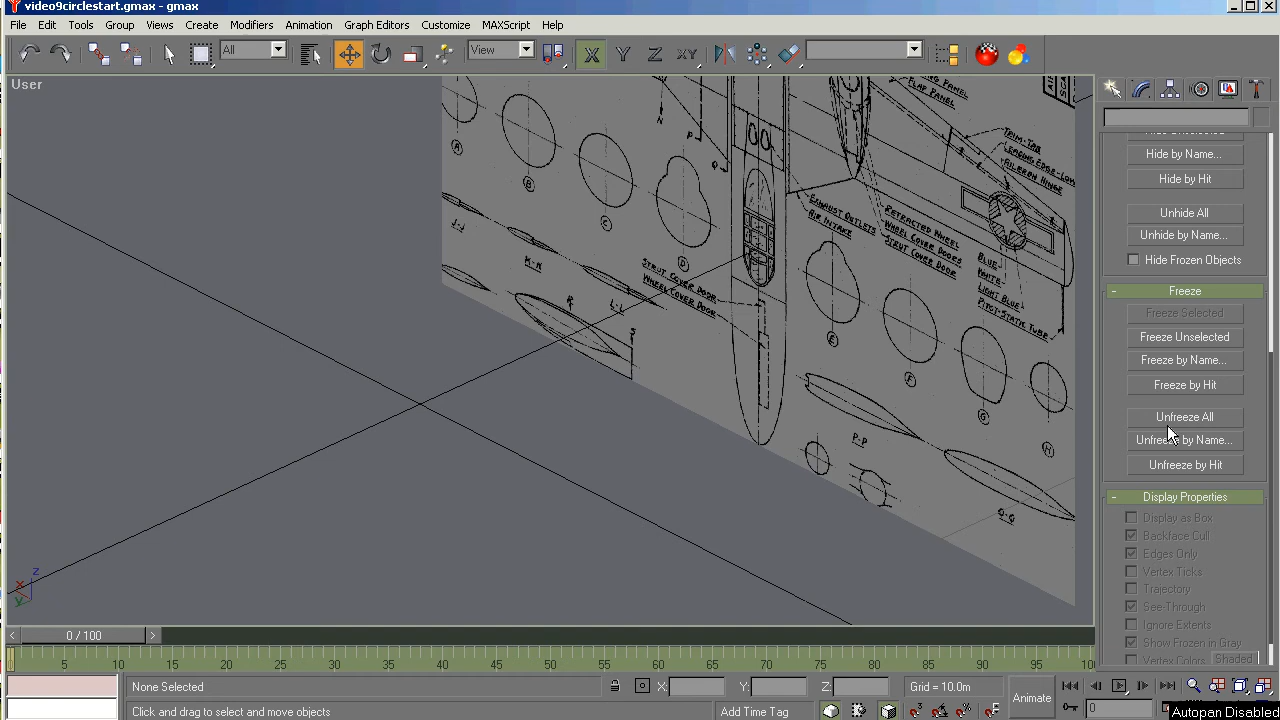 video9circlestart.gmax - gmax
File Edit Tools Group Views Create Modifiers Animation Graph Editors Customize MAXScript Help
All
View
X Y Z XY
User
FLAP PANEL
TRIM-TAB
LEADING EDGE-LOW
AILERON HINGE
N
P
O
A
B
C
D
EXHAUST OUTLETS
AIR INTAKE
RETRACTED WHEEL
WHEEL COVER DOORS
STRUT COVER DOOR
BLUE
WHITE
LIGHT BLUE
PITOT-STATIC TUBE
STRUT COVER DOOR
WHEEL COVER DOOR
J-J
K-K
L-L
R
S
E
F
G
H
P-P
Q-Q
Hide Unselected
Hide by Name...
Hide by Hit
Unhide All
Unhide by Name...
Hide Frozen Objects
- Freeze
Freeze Selected
Freeze Unselected
Freeze by Name...
Freeze by Hit
Unfreeze All
Unfreeze by Name...
Unfreeze by Hit
- Display Properties
Display as Box
Backface Cull
Edges Only
Vertex Ticks
Trajectory
See-Through
Ignore Extents
Show Frozen in Gray
Vertex Colors Shaded
x z y
< 0 / 100 >
5 10 15 20 25 30 35 40 45 50 55 60 65 70 75 80 85 90 95
None Selected X: Y: Z: Grid = 10.0m Animate
Click and drag to select and move objects Add Time Tag 0
Autopan Disabled